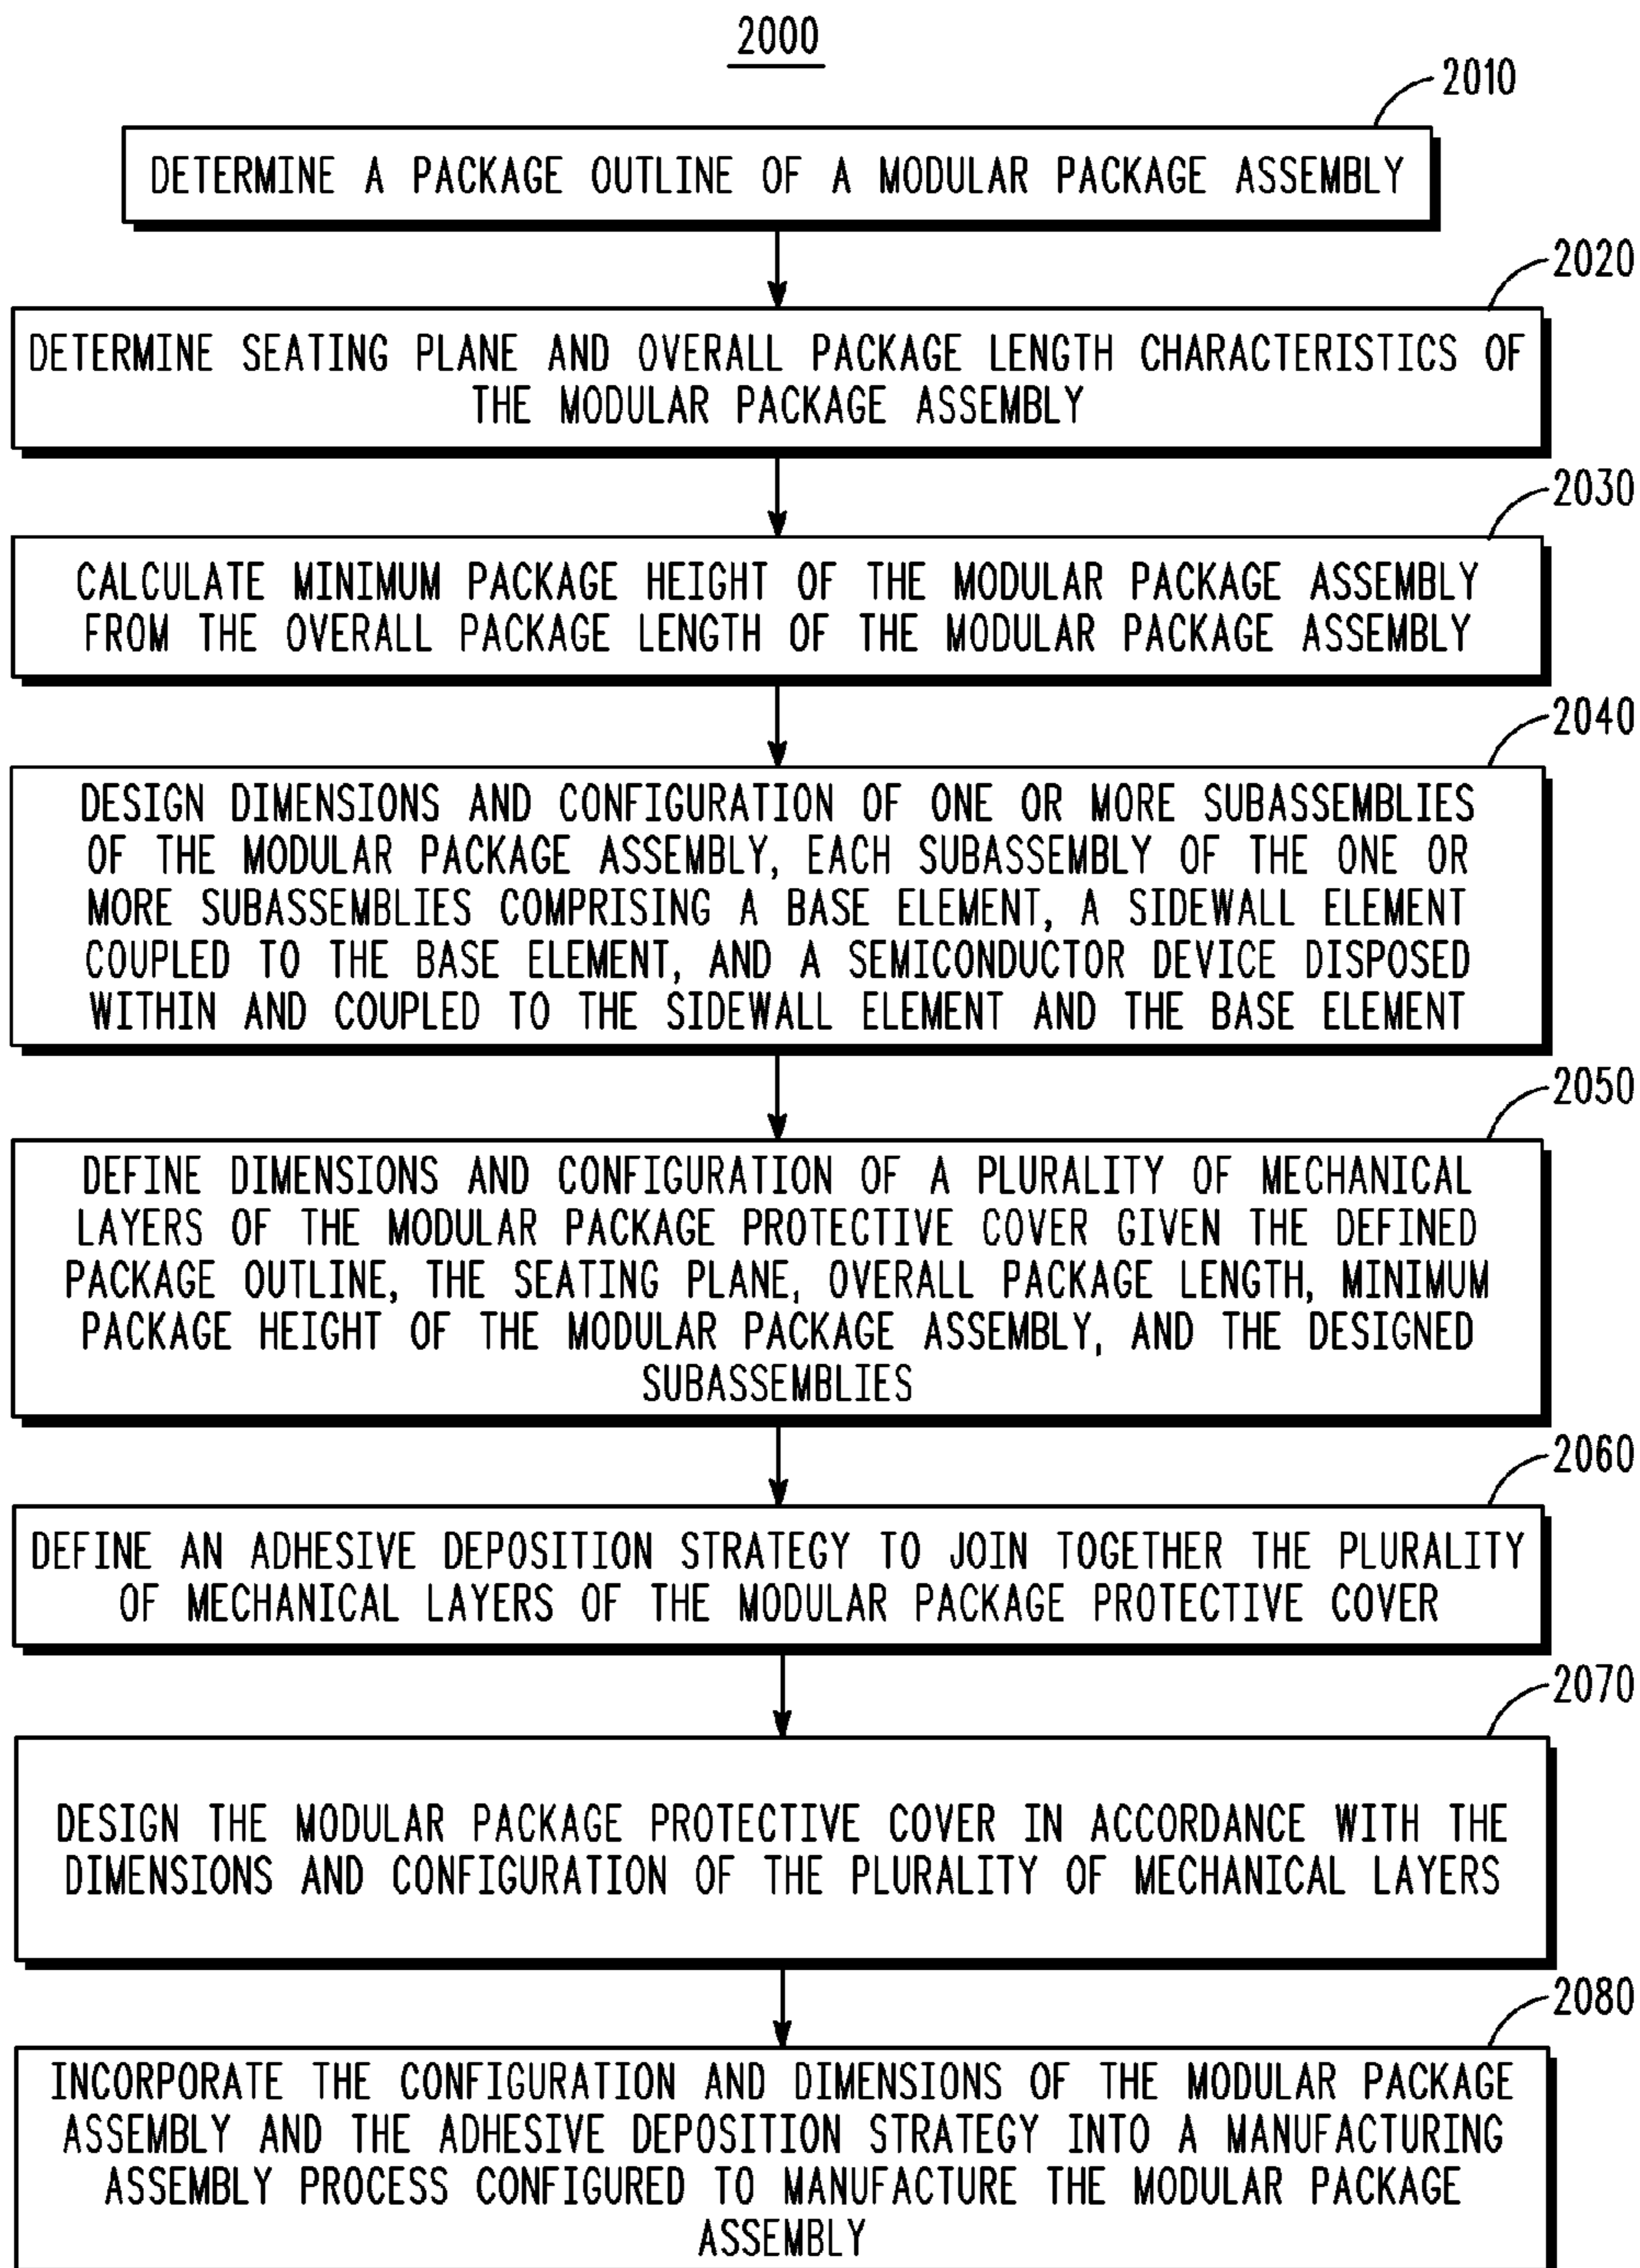 2000
2010
DETERMINE A PACKAGE OUTLINE OF A MODULAR PACKAGE ASSEMBLY
2020
DETERMINE SEATING PLANE AND OVERALL PACKAGE LENGTH CHARACTERISTICS OF
THE MODULAR PACKAGE ASSEMBLY
2030
CALCULATE MINIMUM PACKAGE HEIGHT OF THE MODULAR PACKAGE ASSEMBLY
FROM THE OVERALL PACKAGE LENGTH OF THE MODULAR PACKAGE ASSEMBLY
2040
DESIGN DIMENSIONS AND CONFIGURATION OF ONE OR MORE SUBASSEMBLIES
OF THE MODULAR PACKAGE ASSEMBLY, EACH SUBASSEMBLY OF THE ONE OR
MORE SUBASSEMBLIES COMPRISING A BASE ELEMENT, A SIDEWALL ELEMENT
COUPLED TO THE BASE ELEMENT, AND A SEMICONDUCTOR DEVICE DISPOSED
WITHIN AND COUPLED TO THE SIDEWALL ELEMENT AND THE BASE ELEMENT
2050
DEFINE DIMENSIONS AND CONFIGURATION OF A PLURALITY OF MECHANICAL
LAYERS OF THE MODULAR PACKAGE PROTECTIVE COVER GIVEN THE DEFINED
PACKAGE OUTLINE, THE SEATING PLANE, OVERALL PACKAGE LENGTH, MINIMUM
PACKAGE HEIGHT OF THE MODULAR PACKAGE ASSEMBLY, AND THE DESIGNED
SUBASSEMBLIES
2060
DEFINE AN ADHESIVE DEPOSITION STRATEGY TO JOIN TOGETHER THE PLURALITY
OF MECHANICAL LAYERS OF THE MODULAR PACKAGE PROTECTIVE COVER
2070
DESIGN THE MODULAR PACKAGE PROTECTIVE COVER IN ACCORDANCE WITH THE
DIMENSIONS AND CONFIGURATION OF THE PLURALITY OF MECHANICAL LAYERS
2080
INCORPORATE THE CONFIGURATION AND DIMENSIONS OF THE MODULAR PACKAGE
ASSEMBLY AND THE ADHESIVE DEPOSITION STRATEGY INTO A MANUFACTURING
ASSEMBLY PROCESS CONFIGURED TO MANUFACTURE THE MODULAR PACKAGE
ASSEMBLY